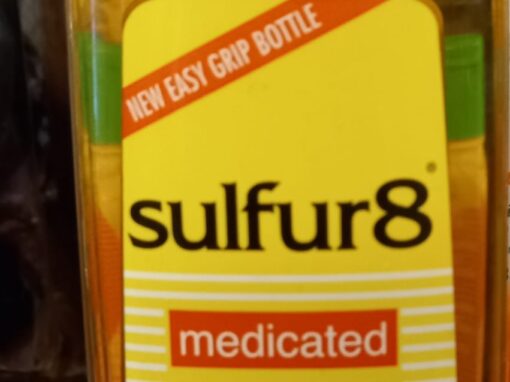 NEW EASY GRIP BOTTLE
sulfur8®
medicated